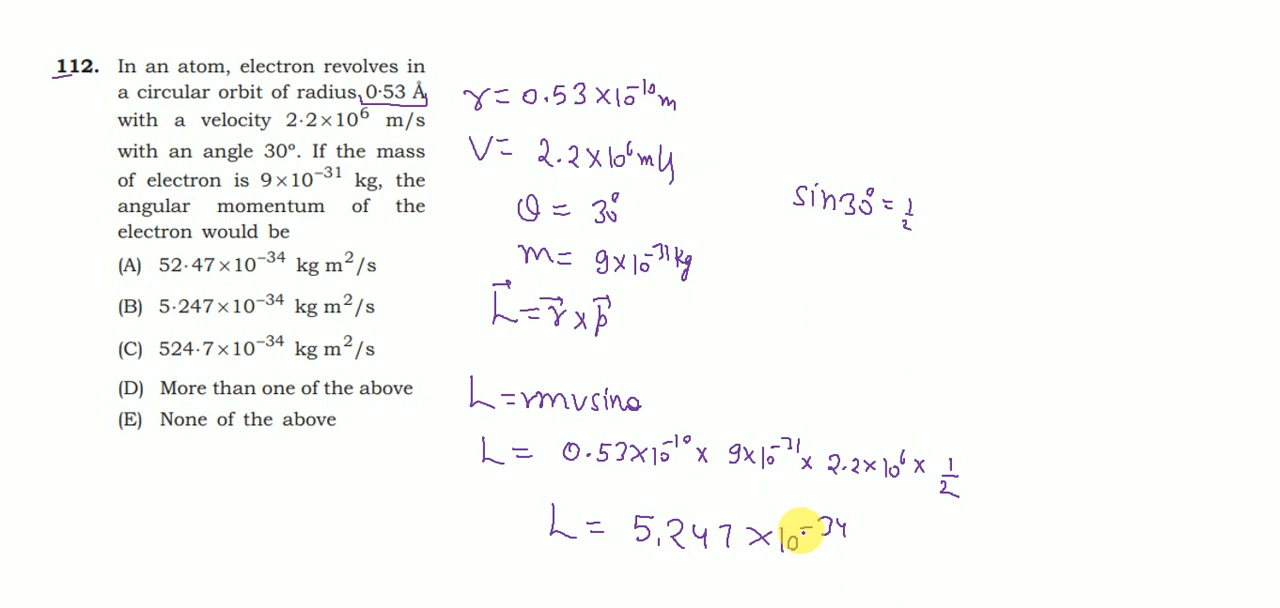 112. In an atom, electron revolves in
a circular orbit of radius 0·53 Å
with a velocity 2·2×10⁶ m/s
with an angle 30°. If the mass
of electron is 9×10⁻³¹ kg, the
angular momentum of the
electron would be
(A) 52·47×10⁻³⁴ kg m²/s
(B) 5·247×10⁻³⁴ kg m²/s
(C) 524·7×10⁻³⁴ kg m²/s
(D) More than one of the above
(E) None of the above
r = 0.53×10⁻¹⁰m
V= 2.2×10⁶m/s
θ = 30°
sin30° = 1/2
m= 9×10⁻³¹kg
L⃗ = r⃗ × p⃗
L = rmvsinθ
L = 0.53×10⁻¹⁰ × 9×10⁻³¹ × 2.2×10⁶ × 1/2
L = 5.247 ×10⁻³⁴